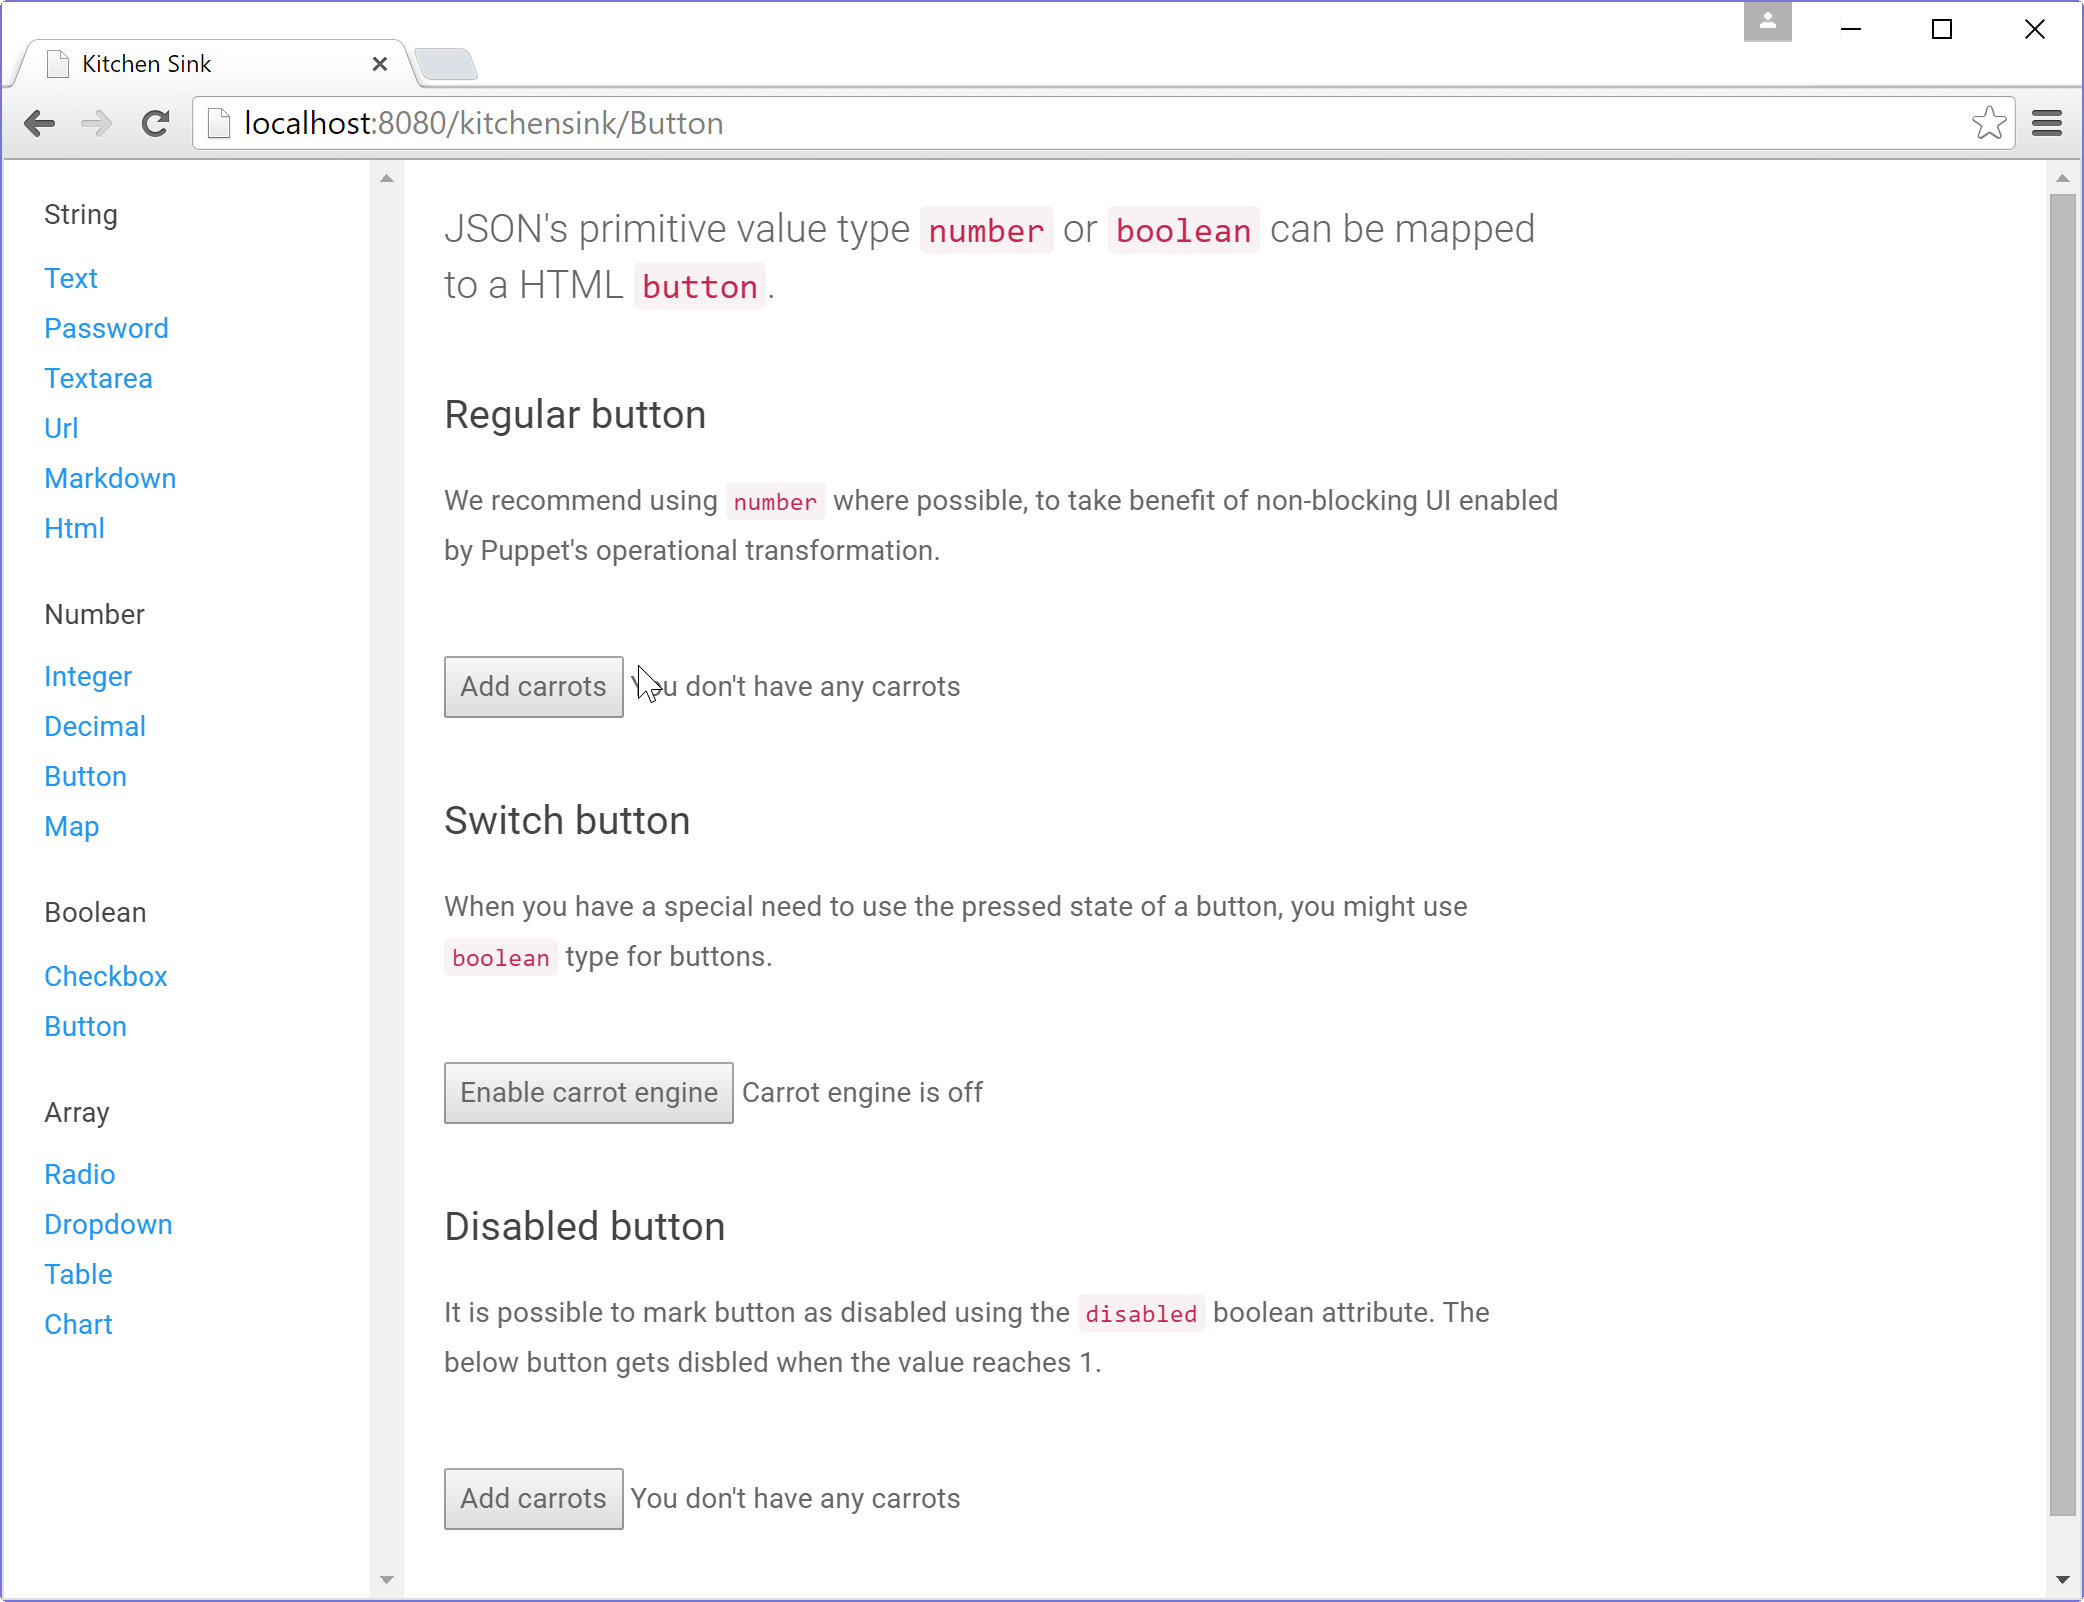 Kitchen Sink
localhost:8080/kitchensink/Button
String
Text
Password
Textarea
Url
Markdown
Html
Number
Integer
Decimal
Button
Map
Boolean
Checkbox
Button
Array
Radio
Dropdown
Table
Chart
JSON's primitive value type number or boolean can be mapped
to a HTML button.
Regular button
We recommend using number where possible, to take benefit of non-blocking UI enabled
by Puppet's operational transformation.
Add carrots You don't have any carrots
Switch button
When you have a special need to use the pressed state of a button, you might use
boolean type for buttons.
Enable carrot engine Carrot engine is off
Disabled button
It is possible to mark button as disabled using the disabled boolean attribute. The
below button gets disbled when the value reaches 1.
Add carrots You don't have any carrots